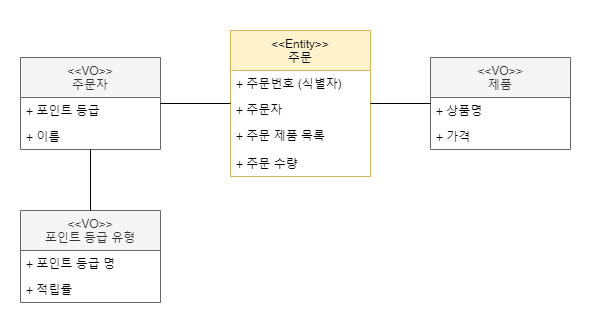 <<VO>>
주문자
+ 포인트 등급
+ 이름
<<Entity>>
주문
+ 주문번호 (식별자)
+ 주문자
+ 주문 제품 목록
+ 주문 수량
<<VO>>
제품
+ 상품명
+ 가격
<<VO>>
포인트 등급 유형
+ 포인트 등급 명
+ 적립률